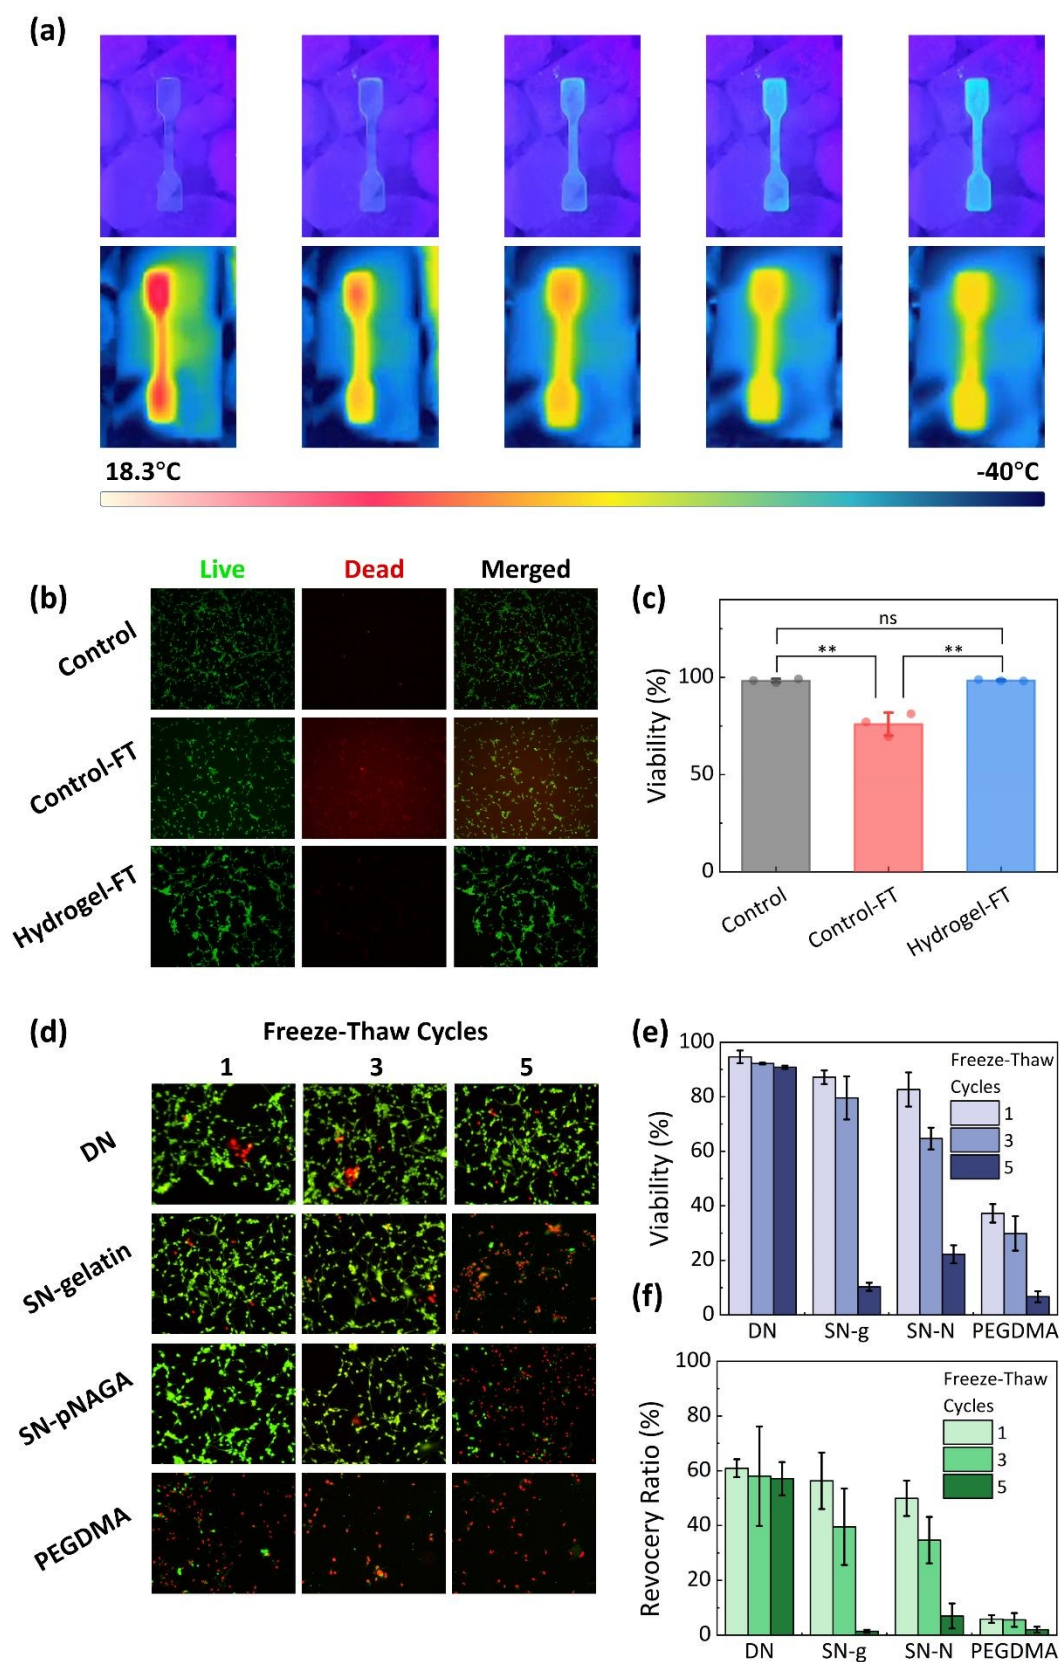 (a)
18.3°C -40°C
(b)
Live Dead Merged
Control
Control-FT
Hydrogel-FT
(c)
ns
** **
Viability (%)
100
50
0
Control Control-FT Hydrogel-FT
(d)
Freeze-Thaw Cycles
1 3 5
DN
SN-gelatin
SN-pNAGA
PEGDMA
(e)
Viability (%)
100
80
60
40
20
0
Freeze-Thaw
Cycles
1
3
5
DN SN-g SN-N PEGDMA
(f)
Revocery Ratio (%)
100
80
60
40
20
0
Freeze-Thaw
Cycles
1
3
5
DN SN-g SN-N PEGDMA